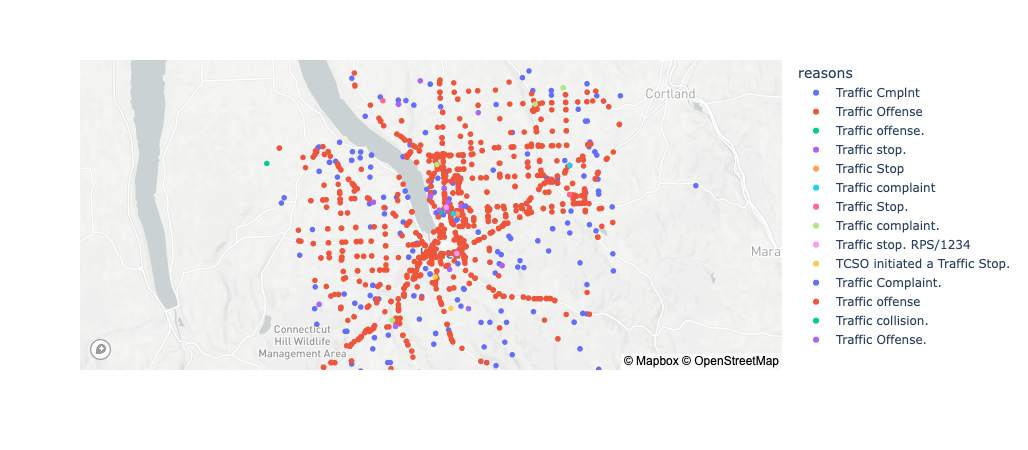 reasons
Traffic Cmplnt
Traffic Offense
Traffic offense.
Traffic stop.
Traffic Stop
Traffic complaint
Traffic Stop.
Traffic complaint.
Traffic stop. RPS/1234
TCSO initiated a Traffic Stop.
Traffic Complaint.
Traffic offense
Traffic collision.
Traffic Offense.
Cortland
Mara
Connecticut
Hill Wildlife
Management Area
© Mapbox © OpenStreetMap